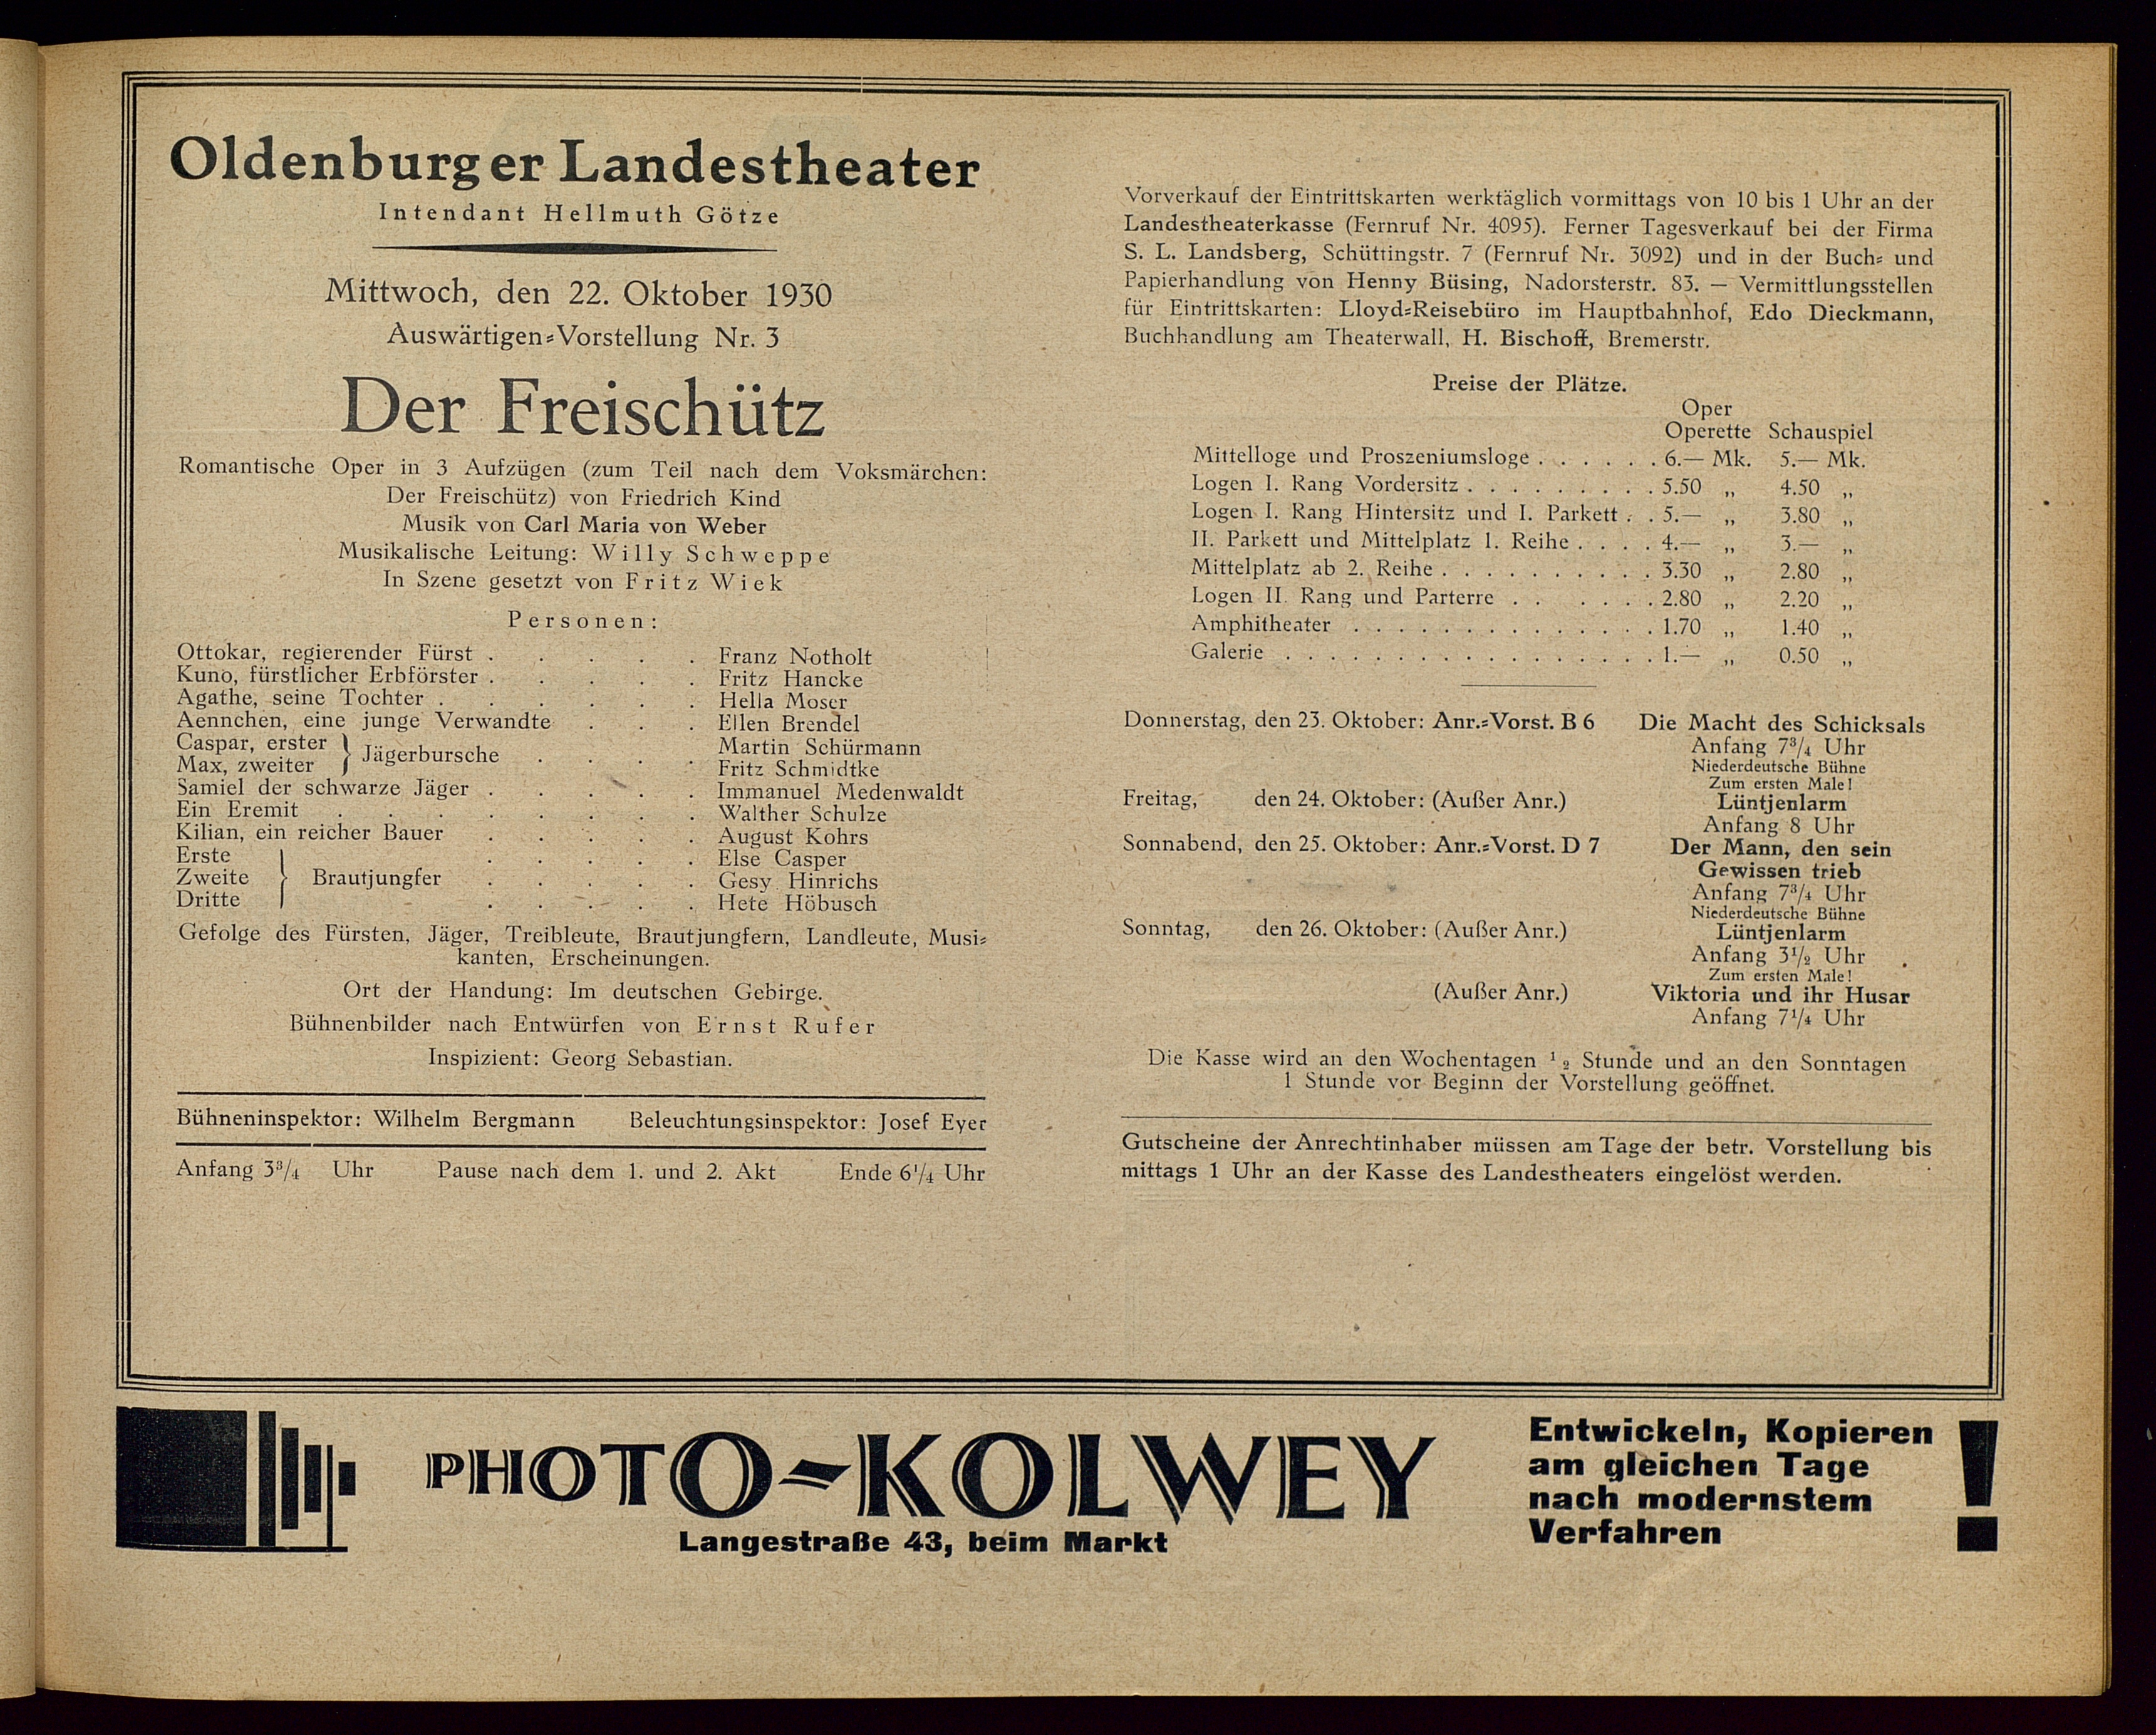 Oldenburger Landestheater
Intendant Hellmuth Götze
Mittwoch, den 22. Oktober 1930
Auswärtigen=Vorstellung Nr. 3
Der Freischütz
Romantische Oper in 3 Aufzügen (zum Teil nach dem Voksmärchen:
Der Freischütz) von Friedrich Kind
Musik von Carl Maria von Weber
Musikalische Leitung: Willy Schweppe
In Szene gesetzt von Fritz Wiek
Personen:
Ottokar, regierender Fürst . . . . . Franz Notholt
Kuno, fürstlicher Erbförster . . . . . Fritz Hancke
Agathe, seine Tochter . . . . . . Hella Moser
Aennchen, eine junge Verwandte . . . Ellen Brendel
Caspar, erster } Jägerbursche . . . . Martin Schürmann
Max, zweiter } Fritz Schmidtke
Samiel der schwarze Jäger . . . . . Immanuel Medenwaldt
Ein Eremit . . . . . . . . Walther Schulze
Kilian, ein reicher Bauer . . . . . August Kohrs
Erste . . . . . Else Casper
Zweite } Brautjungfer . . . . . Gesy Hinrichs
Dritte . . . . . Hete Höbusch
Gefolge des Fürsten, Jäger, Treibleute, Brautjungfern, Landleute, Musi=
kanten, Erscheinungen.
Ort der Handung: Im deutschen Gebirge.
Bühnenbilder nach Entwürfen von Ernst Rufer
Inspizient: Georg Sebastian.
Bühneninspektor: Wilhelm Bergmann Beleuchtungsinspektor: Josef Eyer
Anfang 3¾ Uhr Pause nach dem 1. und 2. Akt Ende 6¼ Uhr
Vorverkauf der Eintrittskarten werktäglich vormittags von 10 bis 1 Uhr an der
Landestheaterkasse (Fernruf Nr. 4095). Ferner Tagesverkauf bei der Firma
S. L. Landsberg, Schüttingstr. 7 (Fernruf Nr. 3092) und in der Buch= und
Papierhandlung von Henny Büsing, Nadorsterstr. 83. — Vermittlungsstellen
für Eintrittskarten: Lloyd=Reisebüro im Hauptbahnhof, Edo Dieckmann,
Buchhandlung am Theaterwall, H. Bischoff, Bremerstr.
Preise der Plätze.
Oper
Operette Schauspiel
Mittelloge und Proszeniumsloge . . . . . . 6.— Mk. 5.— Mk.
Logen I. Rang Vordersitz . . . . . . . . . 5.50 „ 4.50 „
Logen I. Rang Hintersitz und I. Parkett . . 5.— „ 3.80 „
II. Parkett und Mittelplatz 1. Reihe . . . . 4.— „ 3.— „
Mittelplatz ab 2. Reihe . . . . . . . . . . 3.30 „ 2.80 „
Logen II. Rang und Parterre . . . . . . 2.80 „ 2.20 „
Amphitheater . . . . . . . . . . . . . . 1.70 „ 1.40 „
Galerie . . . . . . . . . . . . . . . . . 1.— „ 0.50 „
Donnerstag, den 23. Oktober: Anr.=Vorst. B 6 Die Macht des Schicksals
Anfang 7¾ Uhr
Niederdeutsche Bühne
Zum ersten Male!
Freitag, den 24. Oktober: (Außer Anr.) Lüntjenlarm
Anfang 8 Uhr
Sonnabend, den 25. Oktober: Anr.=Vorst. D 7 Der Mann, den sein
Gewissen trieb
Anfang 7¾ Uhr
Niederdeutsche Bühne
Sonntag, den 26. Oktober: (Außer Anr.) Lüntjenlarm
Anfang 3½ Uhr
Zum ersten Male!
(Außer Anr.) Viktoria und ihr Husar
Anfang 7¼ Uhr
Die Kasse wird an den Wochentagen ½ Stunde und an den Sonntagen
1 Stunde vor Beginn der Vorstellung geöffnet.
Gutscheine der Anrechtinhaber müssen am Tage der betr. Vorstellung bis
mittags 1 Uhr an der Kasse des Landestheaters eingelöst werden.
PHOTO-KOLWEY
Langestraße 43, beim Markt
Entwickeln, Kopieren
am gleichen Tage
nach modernstem
Verfahren !